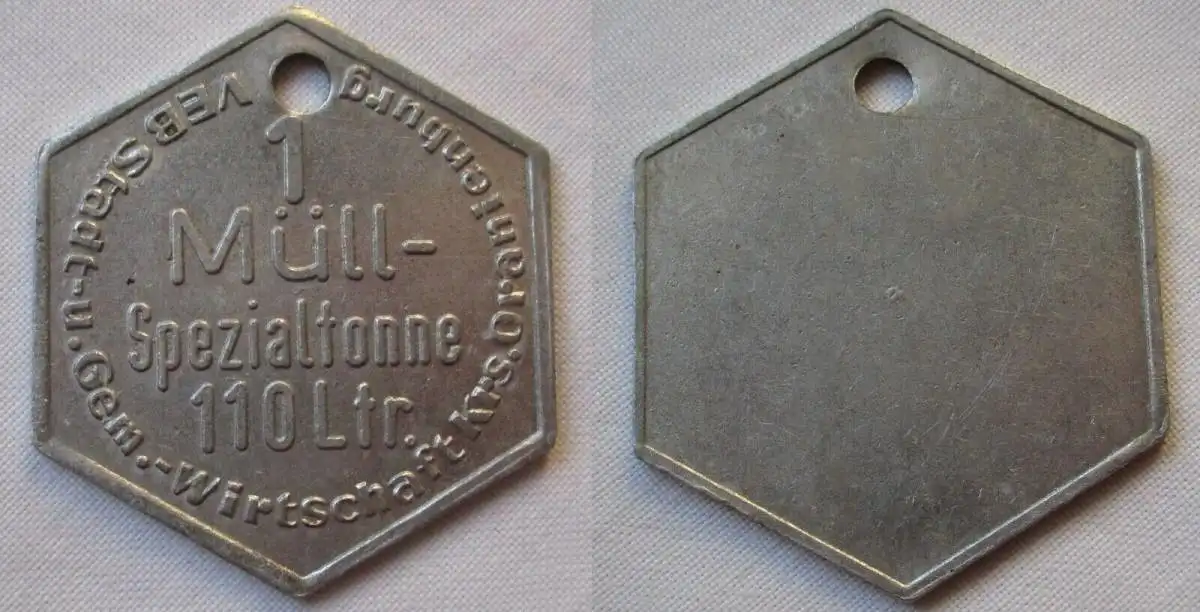 VEB Stadt-u. Gem.-Wirtschaft Krs. Oranienburg
1
Müll-
Spezialtonne
110 Ltr.